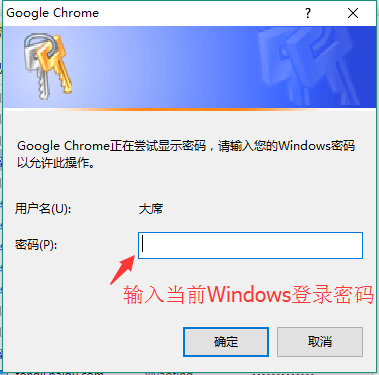 Google Chrome
Google Chrome正在尝试显示密码，请输入您的Windows密码
以允许此操作。
用户名(U): 大席
密码(P):
输入当前Windows登录密码
确定 取消